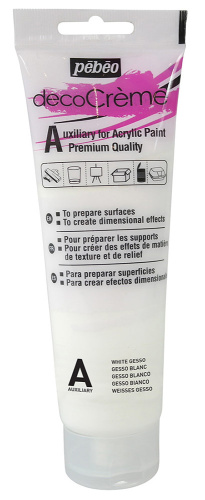 pēbēo
decoCrème
Auxiliary for Acrylic Paint
Premium Quality
To prepare surfaces
To create dimensional effects
Pour préparer les supports
Pour créer des effets de matière
de texture et de relief
Para preparar superficies
Para crear efectos dimensionales
A
AUXILIARY
WHITE GESSO
GESSO BLANC
GESSO BLANCO
GESSO BIANCO
WEISSES GESSO